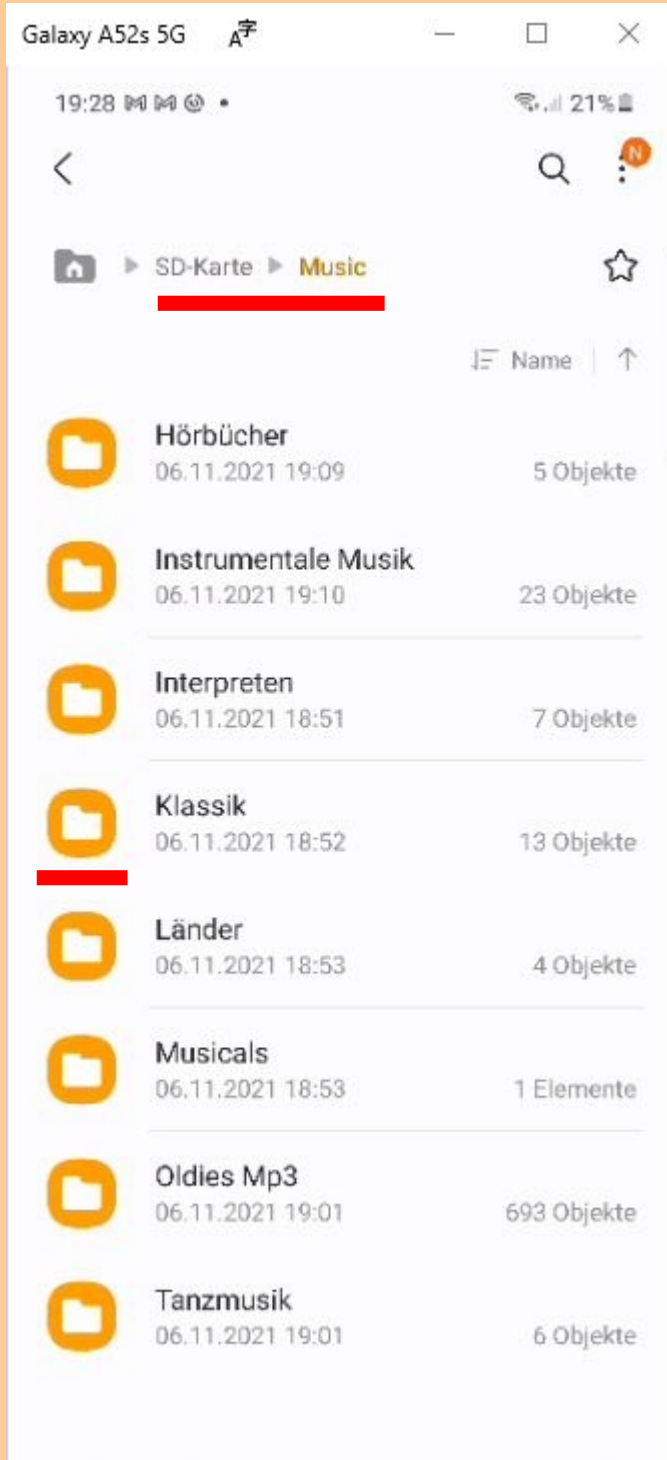 Galaxy A52s 5G A字
19:28 21%
N
SD-Karte Music
Name
Hörbücher
06.11.2021 19:09 5 Objekte
Instrumentale Musik
06.11.2021 19:10 23 Objekte
Interpreten
06.11.2021 18:51 7 Objekte
Klassik
06.11.2021 18:52 13 Objekte
Länder
06.11.2021 18:53 4 Objekte
Musicals
06.11.2021 18:53 1 Elemente
Oldies Mp3
06.11.2021 19:01 693 Objekte
Tanzmusik
06.11.2021 19:01 6 Objekte